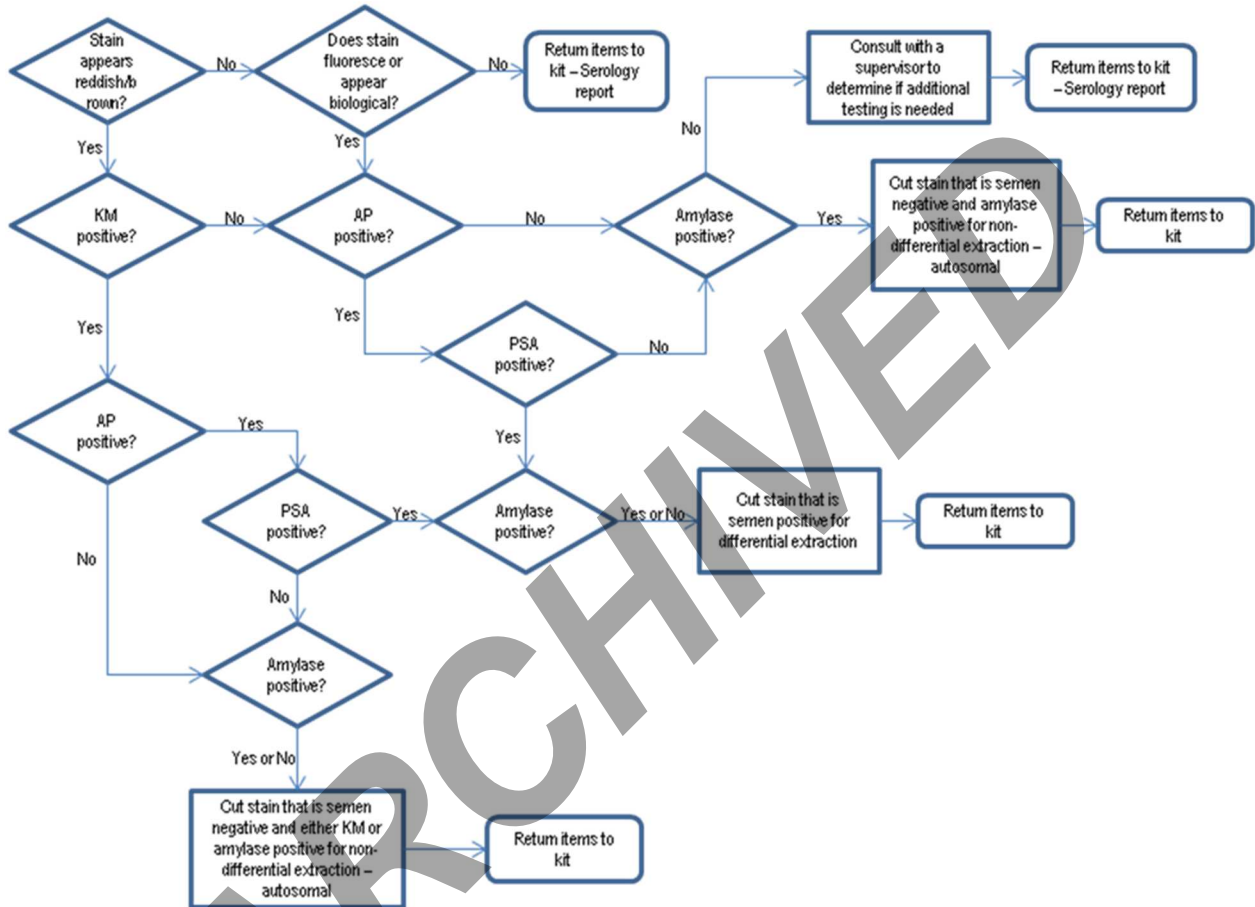 Stain
appears
reddish/b
rown?
No
Does stain
fluoresce or
appear
biological?
No
Return items to
kit – Serology
report
Consult with a
supervisor to
determine if additional
testing is needed
Return items to kit
– Serology report
Yes
Yes
No
KM
positive?
No
AP
positive?
No
Amylase
positive?
Yes
Cut stain that is semen
negative and amylase
positive for non-
differential extraction –
autosomal
Return items to
kit
Yes
Yes
PSA
positive?
No
AP
positive?
Yes
Yes
PSA
positive?
Yes
Amylase
positive?
Yes or No
Cut stain that is
semen positive for
differential extraction
Return items to
kit
No
No
Amylase
positive?
Yes or No
Cut stain that is semen
negative and either KM or
amylase positive for non-
differential extraction –
autosomal
Return items to
kit
ARCHIVED